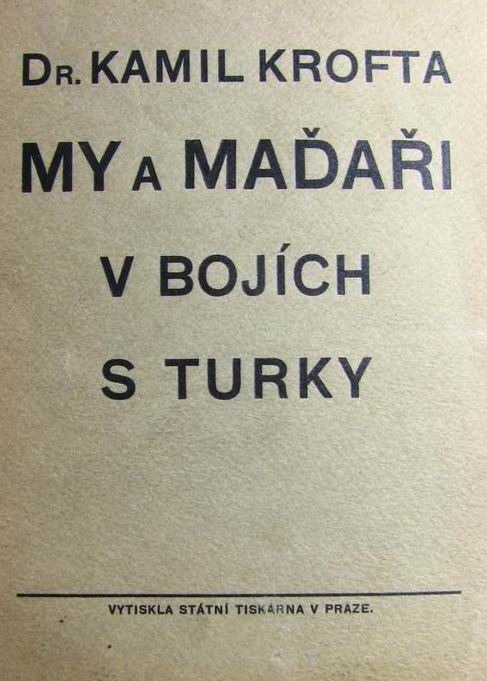 DR. KAMIL KROFTA
MY A MAĎAŘI
V BOJÍCH
S TURKY
VYTISKLA STÁTNÍ TISKÁRNA V PRAZE.